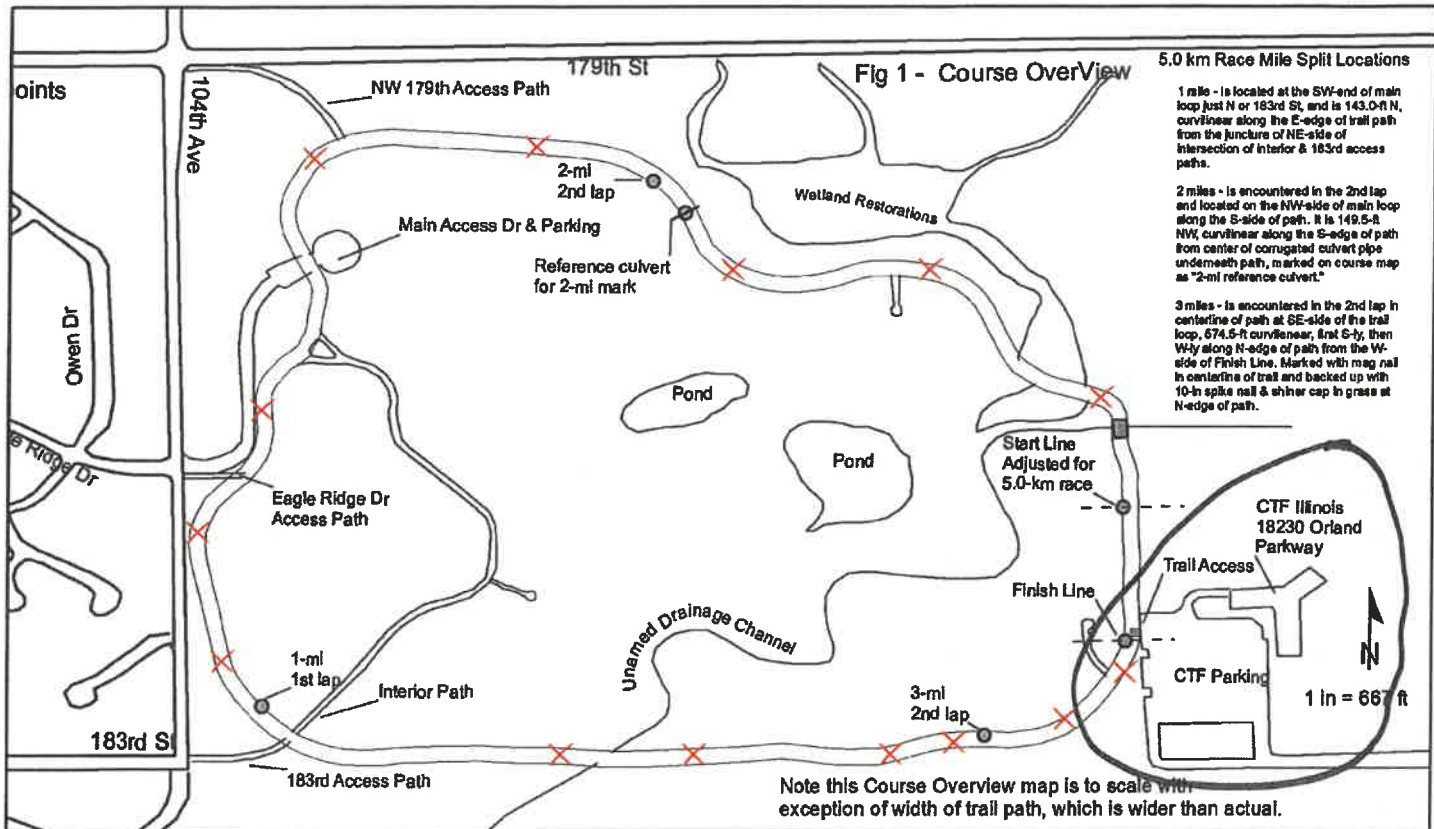 179th St
Fig 1 - Course OverView
5.0 km Race Mile Split Locations
oints
104th Ave
NW 179th Access Path
1 mile - is located at the SW-end of main
loop just N or 183rd St, and is 143.0-ft N,
curvilinear along the E-edge of trail path
from the juncture of NE-side of
intersection of interior & 183rd access
paths.
2-mi
2nd lap
Wetland Restorations
2 miles - is encountered in the 2nd lap
and located on the NW-side of main loop
along the S-side of path. It is 149.5-ft
NW, curvilinear along the S-edge of path
from center of corrugated culvert pipe
underneath path, marked on course map
as "2-mi reference culvert."
Main Access Dr & Parking
Reference culvert
for 2-mi mark
3 miles - is encountered in the 2nd lap in
centerline of path at SE-side of the trail
loop, 574.5-ft curvilenear, first S-ly, then
W-ly along N-edge of path from the W-
side of Finish Line. Marked with mag nail
in centerline of trail and backed up with
10-in spike nail & shiner cap in grass at
N-edge of path.
Owen Dr
Pond
Pond
e Ridge Dr
Start Line
Adjusted for
5.0-km race
Eagle Ridge Dr
Access Path
CTF Illinois
18230 Orland
Parkway
Trail Access
Finish Line
Unamed Drainage Channel
N
1-mi
1st lap
Interior Path
3-mi
2nd lap
CTF Parking
1 in = 667 ft
183rd St
183rd Access Path
Note this Course Overview map is to scale with
exception of width of trail path, which is wider than actual.